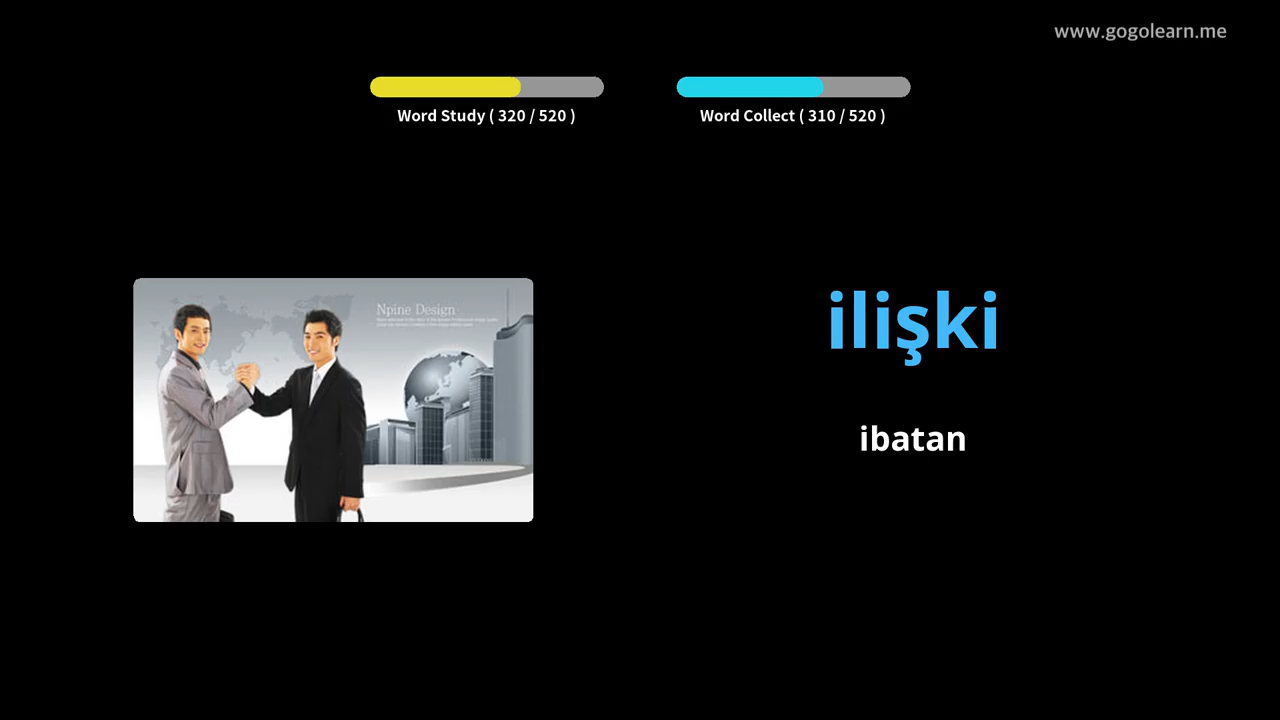 www.gogolearn.me
Word Study ( 320 / 520 )
Word Collect ( 310 / 520 )
Npine Design
ilişki
ibatan